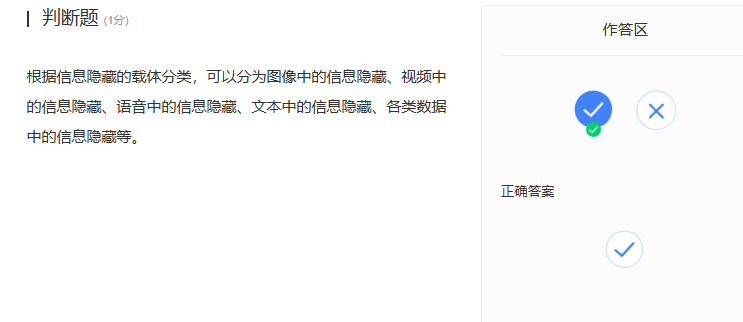 判断题 (1分)
根据信息隐藏的载体分类，可以分为图像中的信息隐藏、视频中
的信息隐藏、语音中的信息隐藏、文本中的信息隐藏、各类数据
中的信息隐藏等。
作答区
正确答案